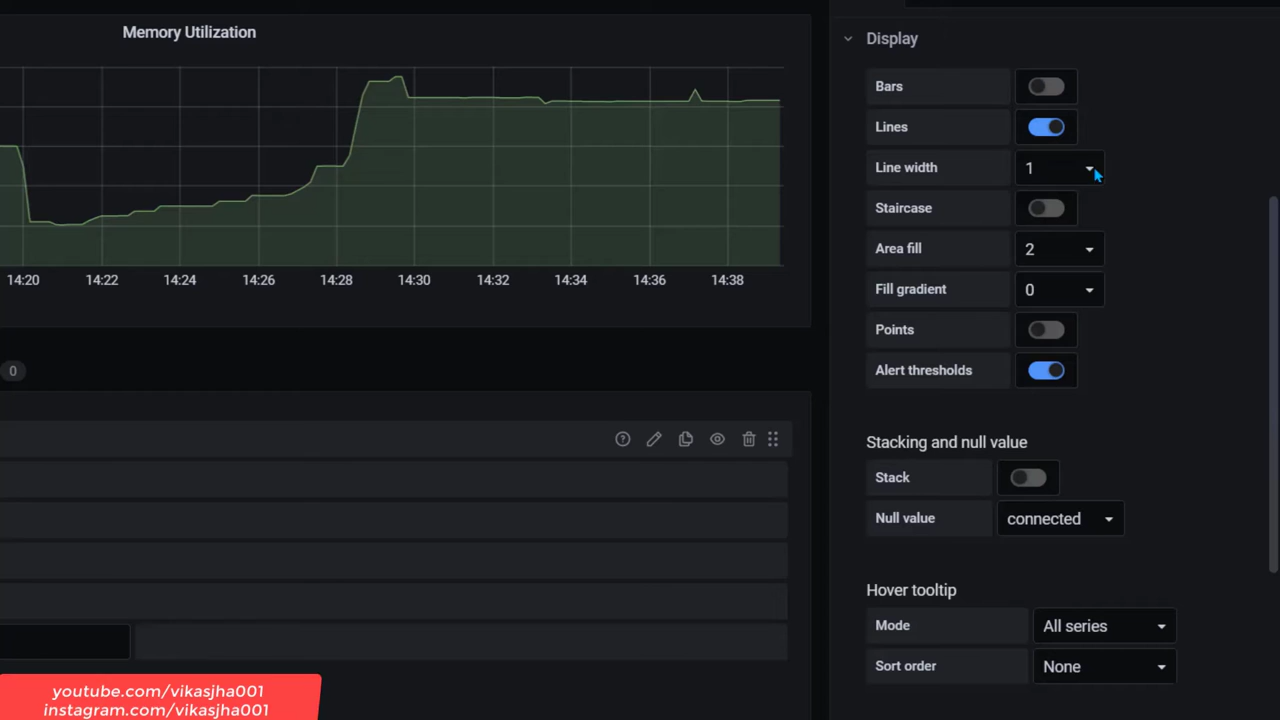 Memory Utilization
14:20 14:22 14:24 14:26 14:28 14:30 14:32 14:34 14:36 14:38
0
Display
Bars
Lines
Line width 1
Staircase
Area fill 2
Fill gradient 0
Points
Alert thresholds
Stacking and null value
Stack
Null value connected
Hover tooltip
Mode All series
Sort order None
youtube.com/vikasjha001
instagram.com/vikasjha001